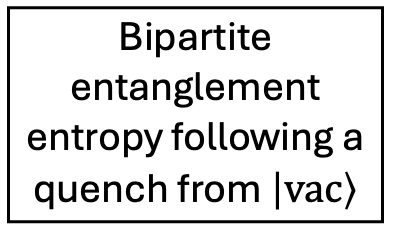 Bipartite
entanglement
entropy following a
quench from |vac⟩